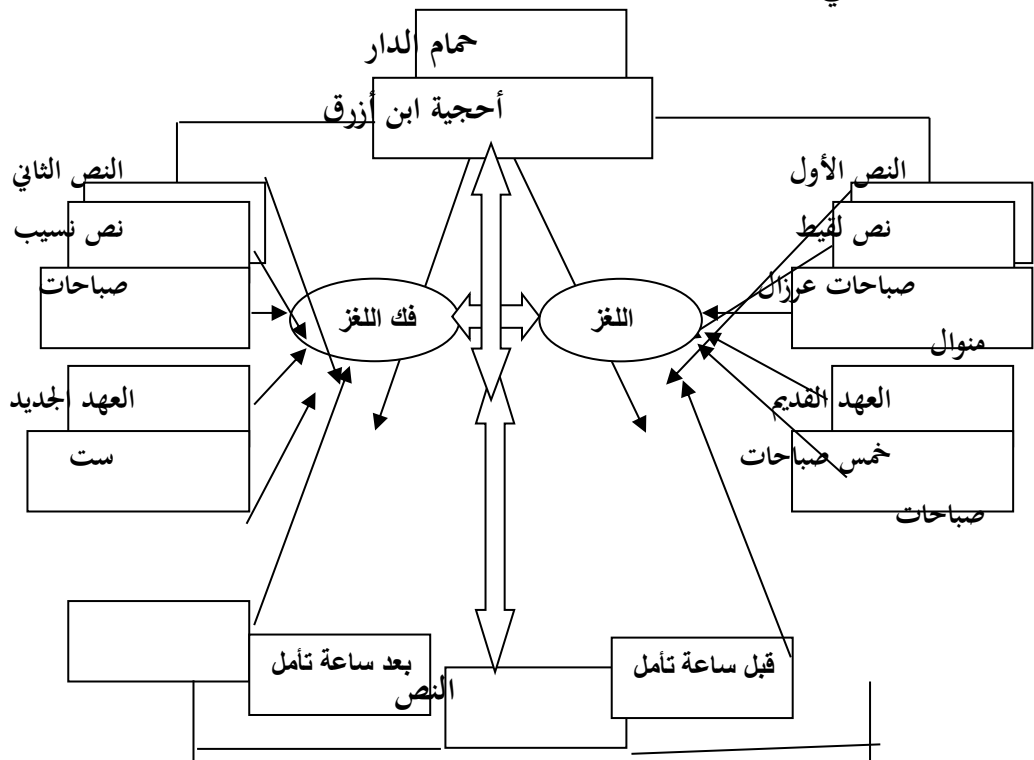 حمام الدار
أحجية ابن أزرق
النص الأول
النص الثاني
نص لقيط
نص نسيب
صباحات عرزال
صباحات
اللغز
فك اللغز
منوال
العهد القديم
العهد الجديد
خمس صباحات
ست
صباحات
قبل ساعة تأمل
بعد ساعة تأمل
النص